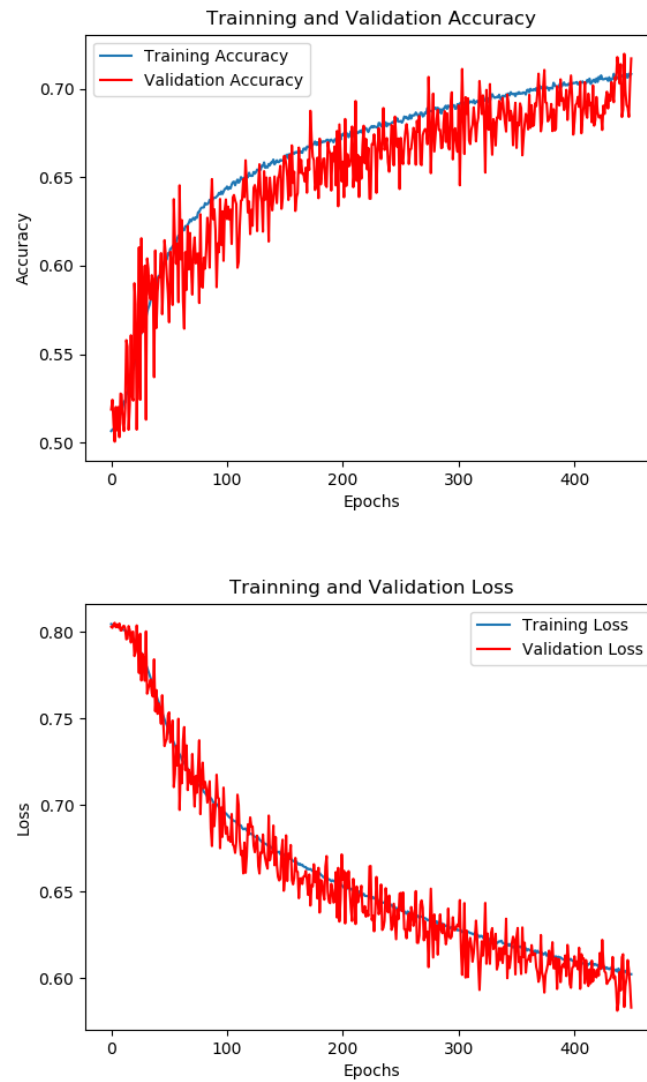 Trainning and Validation Accuracy
Training Accuracy
Validation Accuracy
0.70
0.65
0.60
0.55
0.50
Accuracy
0
100
200
300
400
Epochs
Trainning and Validation Loss
Training Loss
Validation Loss
0.80
0.75
0.70
0.65
0.60
Loss
0
100
200
300
400
Epochs